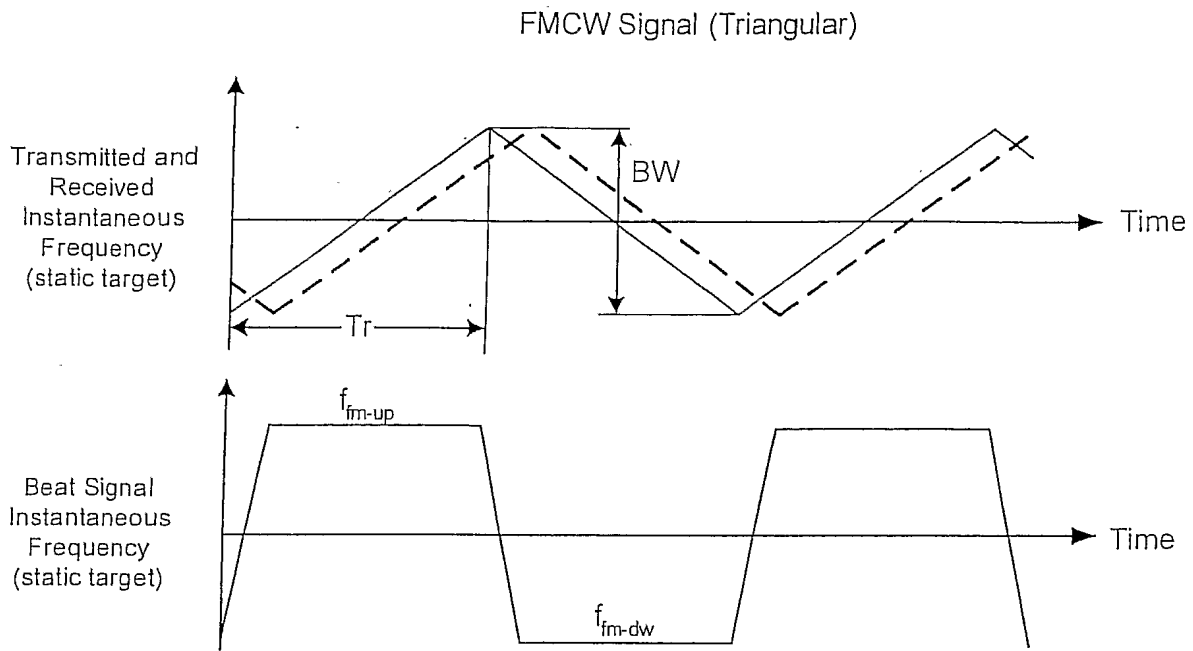 FMCW Signal (Triangular)
Transmitted and
Received
Instantaneous
Frequency
(static target)
BW
Time
Tr
f_fm-up
Beat Signal
Instantaneous
Frequency
(static target)
Time
f_fm-dw